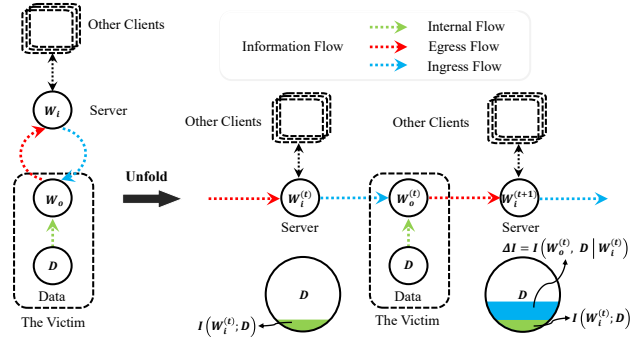 Other Clients
W_i
Server
W_o
D
Data
The Victim
Information Flow
Internal Flow
Egress Flow
Ingress Flow
Unfold
Other Clients
Other Clients
W_i^(t)
W_o^(t)
W_i^(t+1)
Server
Server
D
Data
The Victim
ΔI = I(W_o^(t), D | W_i^(t))
D
I(W_i^(t); D)
D
I(W_i^(t); D)